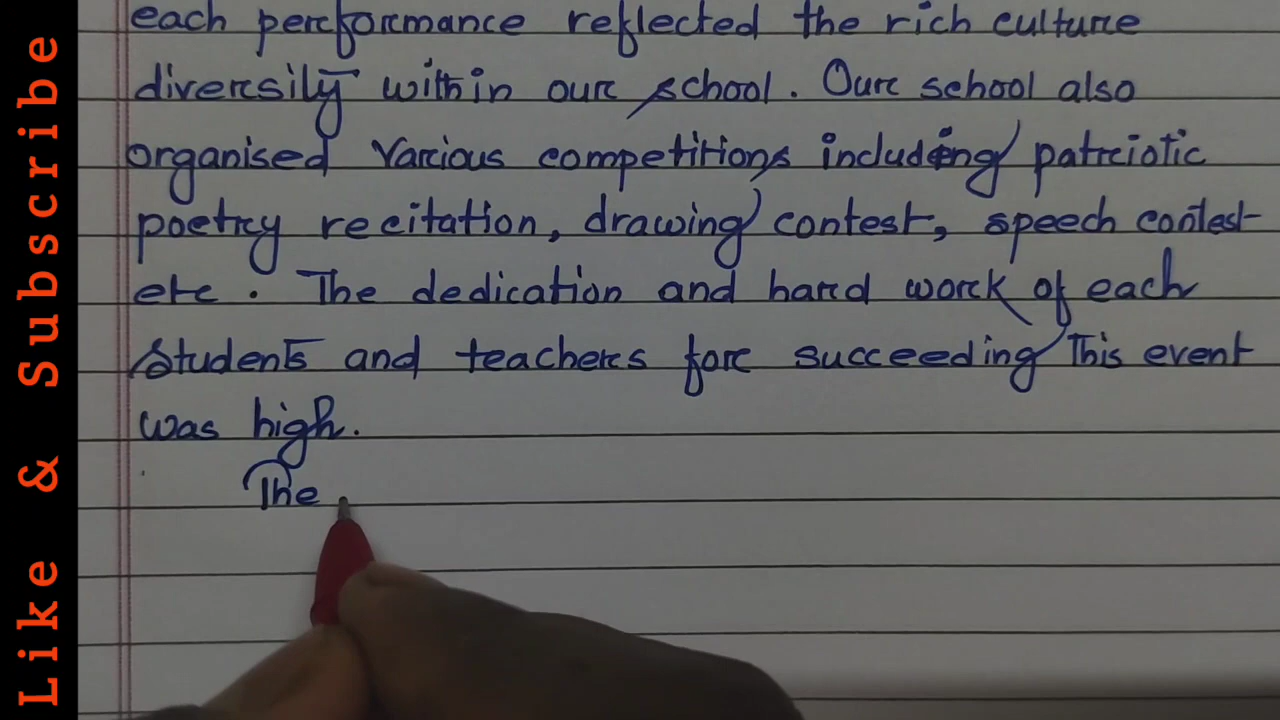 each performance reflected the rich culture
diversity within our school. Our school also
organised various competitions including patriotic
poetry recitation, drawing contest, speech contest
etc. The dedication and hard work of each
students and teachers for succeeding this event
was high.
The
Like & Subscribe